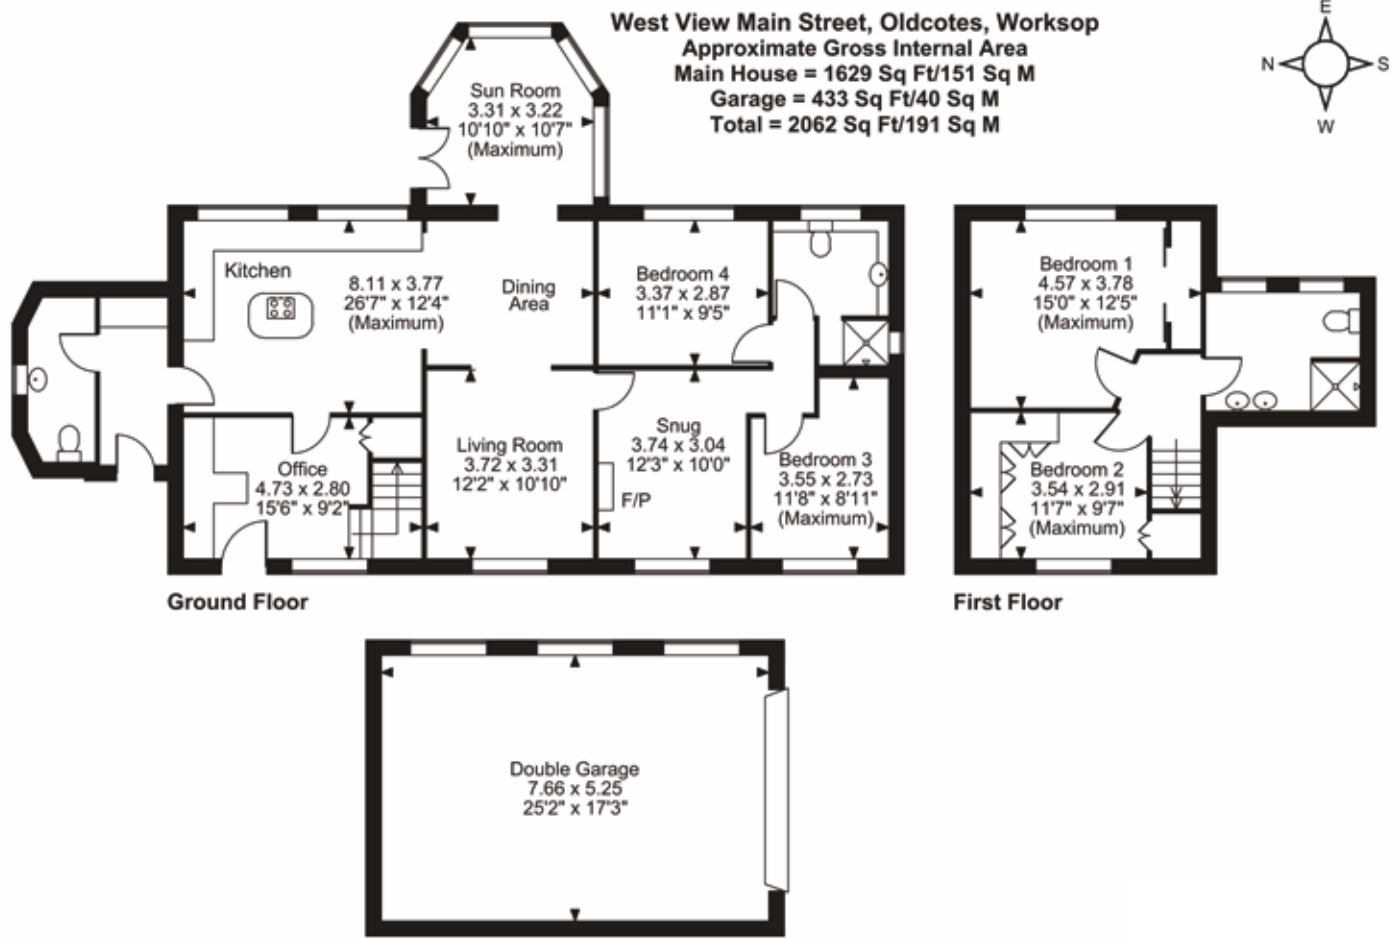 West View Main Street, Oldcotes, Worksop
Approximate Gross Internal Area
Main House = 1629 Sq Ft/151 Sq M
Garage = 433 Sq Ft/40 Sq M
Total = 2062 Sq Ft/191 Sq M
E
N
S
W
Sun Room
3.31 x 3.22
10'10" x 10'7"
(Maximum)
Kitchen
8.11 x 3.77
26'7" x 12'4"
(Maximum)
Dining
Area
Bedroom 4
3.37 x 2.87
11'1" x 9'5"
Office
4.73 x 2.80
15'6" x 9'2"
Living Room
3.72 x 3.31
12'2" x 10'10"
Snug
3.74 x 3.04
12'3" x 10'0"
F/P
Bedroom 3
3.55 x 2.73
11'8" x 8'11"
(Maximum)
Ground Floor
Bedroom 1
4.57 x 3.78
15'0" x 12'5"
(Maximum)
Bedroom 2
3.54 x 2.91
11'7" x 9'7"
(Maximum)
First Floor
Double Garage
7.66 x 5.25
25'2" x 17'3"